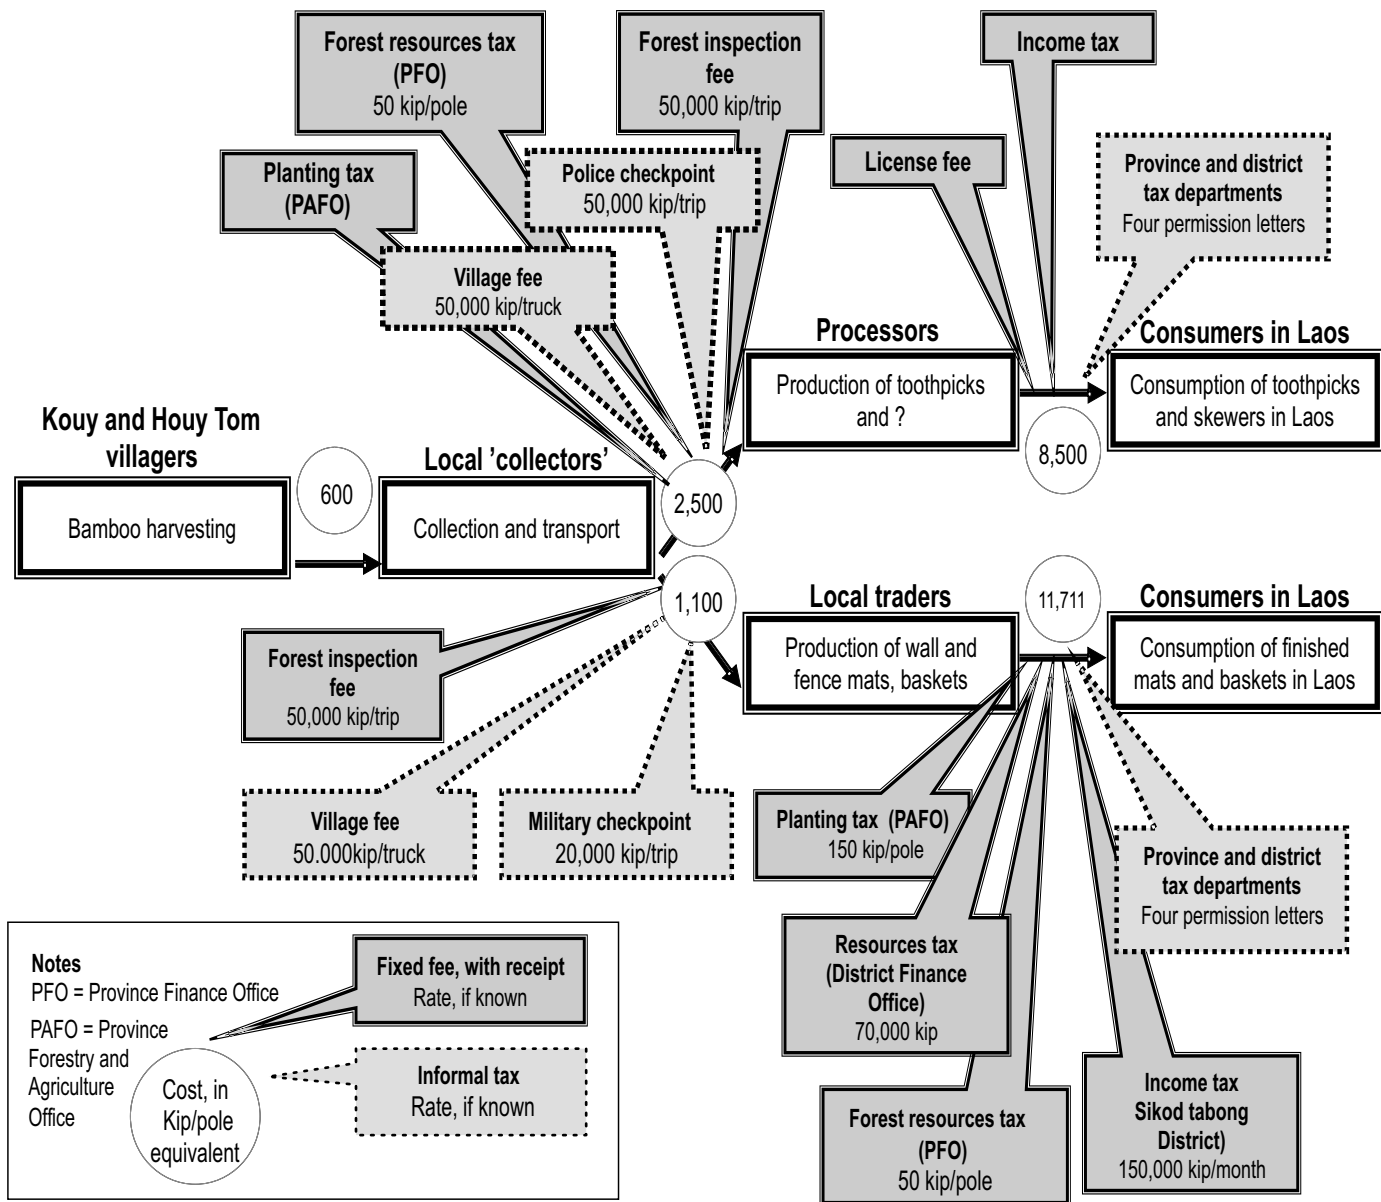 Forest resources tax
(PFO)
50 kip/pole
Forest inspection
fee
50,000 kip/trip
Income tax
Planting tax
(PAFO)
Police checkpoint
50,000 kip/trip
License fee
Province and district
tax departments
Four permission letters
Village fee
50,000 kip/truck
Processors
Production of toothpicks
and ?
Consumers in Laos
Consumption of toothpicks
and skewers in Laos
8,500
Kouy and Houy Tom
villagers
Bamboo harvesting
600
Local 'collectors'
Collection and transport
2,500
1,100
Local traders
Production of wall and
fence mats, baskets
11,711
Consumers in Laos
Consumption of finished
mats and baskets in Laos
Forest inspection
fee
50,000 kip/trip
Village fee
50.000kip/truck
Military checkpoint
20,000 kip/trip
Planting tax (PAFO)
150 kip/pole
Province and district
tax departments
Four permission letters
Resources tax
(District Finance
Office)
70,000 kip
Forest resources tax
(PFO)
50 kip/pole
Income tax
Sikod tabong
District)
150,000 kip/month
Notes
PFO = Province Finance Office
PAFO = Province
Forestry and
Agriculture
Office
Cost, in
Kip/pole
equivalent
Fixed fee, with receipt
Rate, if known
Informal tax
Rate, if known